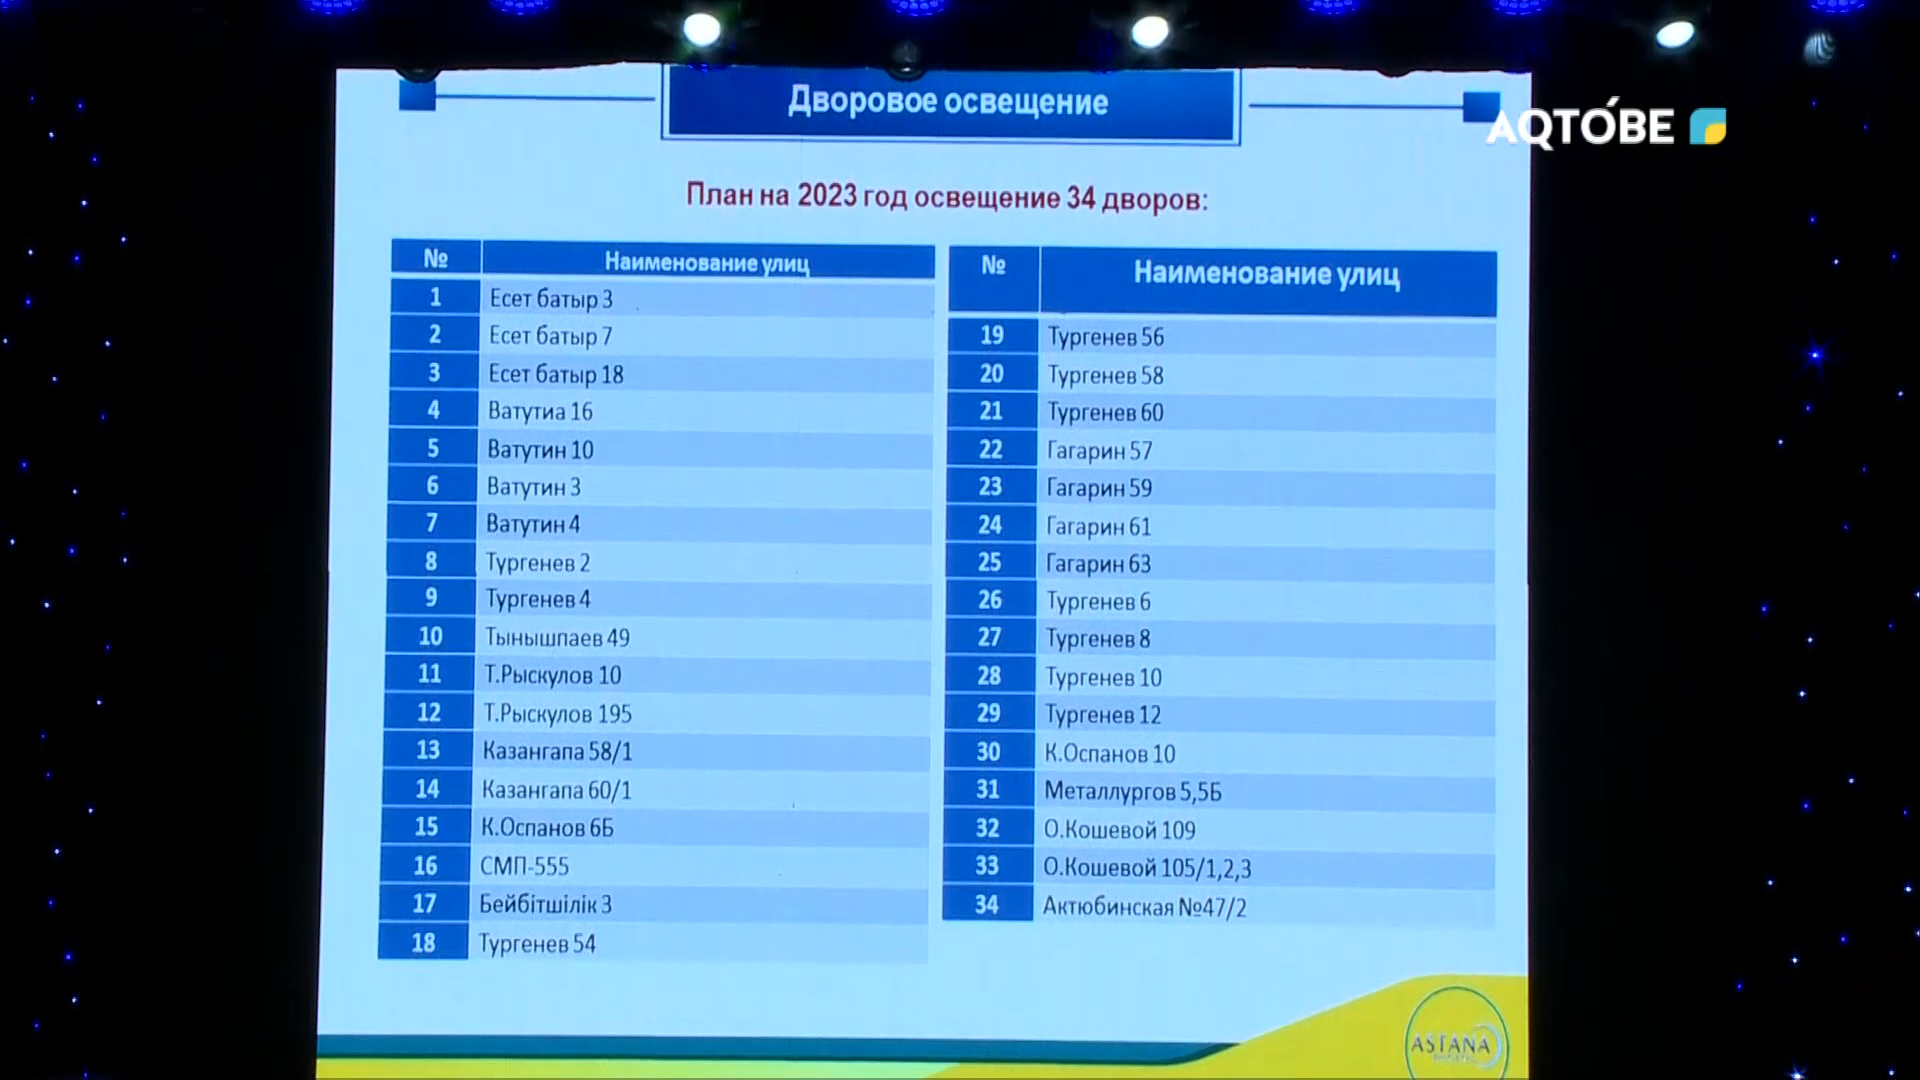 Дворовое освещение
AQTÓBE
План на 2023 год освещение 34 дворов:
№ Наименование улиц
1 Есет батыр 3
2 Есет батыр 7
3 Есет батыр 18
4 Ватутиа 16
5 Ватутин 10
6 Ватутин 3
7 Ватутин 4
8 Тургенев 2
9 Тургенев 4
10 Тынышпаев 49
11 Т.Рыскулов 10
12 Т.Рыскулов 195
13 Казангапа 58/1
14 Казангапа 60/1
15 К.Оспанов 6Б
16 СМП-555
17 Бейбітшілік 3
18 Тургенев 54
№ Наименование улиц
19 Тургенев 56
20 Тургенев 58
21 Тургенев 60
22 Гагарин 57
23 Гагарин 59
24 Гагарин 61
25 Гагарин 63
26 Тургенев 6
27 Тургенев 8
28 Тургенев 10
29 Тургенев 12
30 К.Оспанов 10
31 Металлургов 5,5Б
32 О.Кошевой 109
33 О.Кошевой 105/1,2,3
34 Актюбинская №47/2
ASTANA